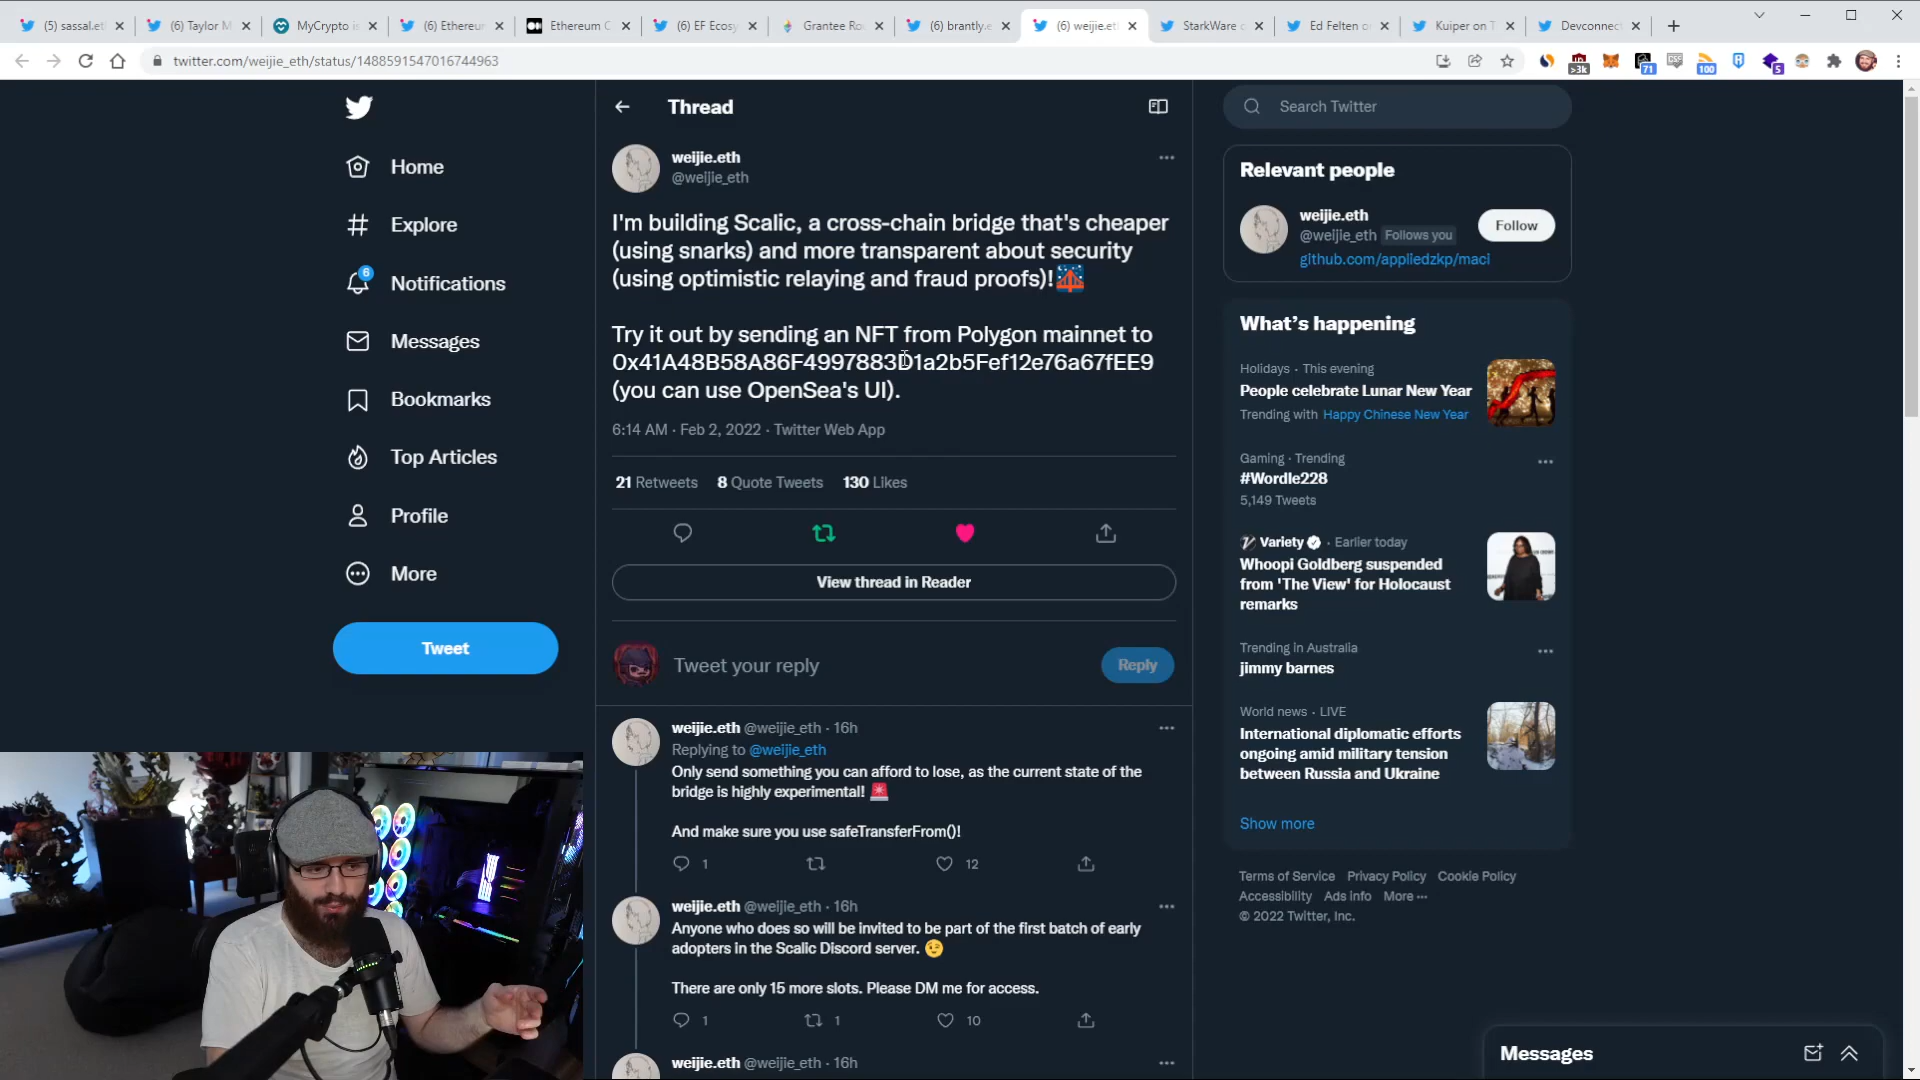 (5) sassal.et
(6) Taylor M
MyCrypto is
(6) Ethereur
Ethereum C
(6) EF Ecosy
Grantee Ro
(6) brantly.e
(6) weijie.et
StarkWare c
Ed Felten on
Kuiper on T
Devconnect
twitter.com/weijie_eth/status/1488591547016744963
>3k
71
100
5
Home
Explore
6
Notifications
Messages
Bookmarks
Top Articles
Profile
More
Tweet
Thread
weijie.eth
@weijie_eth
I'm building Scalic, a cross-chain bridge that's cheaper
(using snarks) and more transparent about security
(using optimistic relaying and fraud proofs)!
Try it out by sending an NFT from Polygon mainnet to
0x41A48B58A86F4997883D1a2b5Fef12e76a67fEE9
(you can use OpenSea's UI).
6:14 AM · Feb 2, 2022 · Twitter Web App
21 Retweets 8 Quote Tweets 130 Likes
View thread in Reader
Tweet your reply
Reply
weijie.eth @weijie_eth · 16h
Replying to @weijie_eth
Only send something you can afford to lose, as the current state of the
bridge is highly experimental!
And make sure you use safeTransferFrom()!
1 12
weijie.eth @weijie_eth · 16h
Anyone who does so will be invited to be part of the first batch of early
adopters in the Scalic Discord server.
There are only 15 more slots. Please DM me for access.
1 1 10
weijie.eth @weijie_eth · 16h
Search Twitter
Relevant people
weijie.eth
@weijie_eth Follows you
Follow
github.com/appliedzkp/maci
What's happening
Holidays · This evening
People celebrate Lunar New Year
Trending with Happy Chinese New Year
Gaming · Trending
#Wordle228
5,149 Tweets
Variety · Earlier today
Whoopi Goldberg suspended
from 'The View' for Holocaust
remarks
Trending in Australia
jimmy barnes
World news · LIVE
International diplomatic efforts
ongoing amid military tension
between Russia and Ukraine
Show more
Terms of Service Privacy Policy Cookie Policy
Accessibility Ads info More ···
© 2022 Twitter, Inc.
Messages